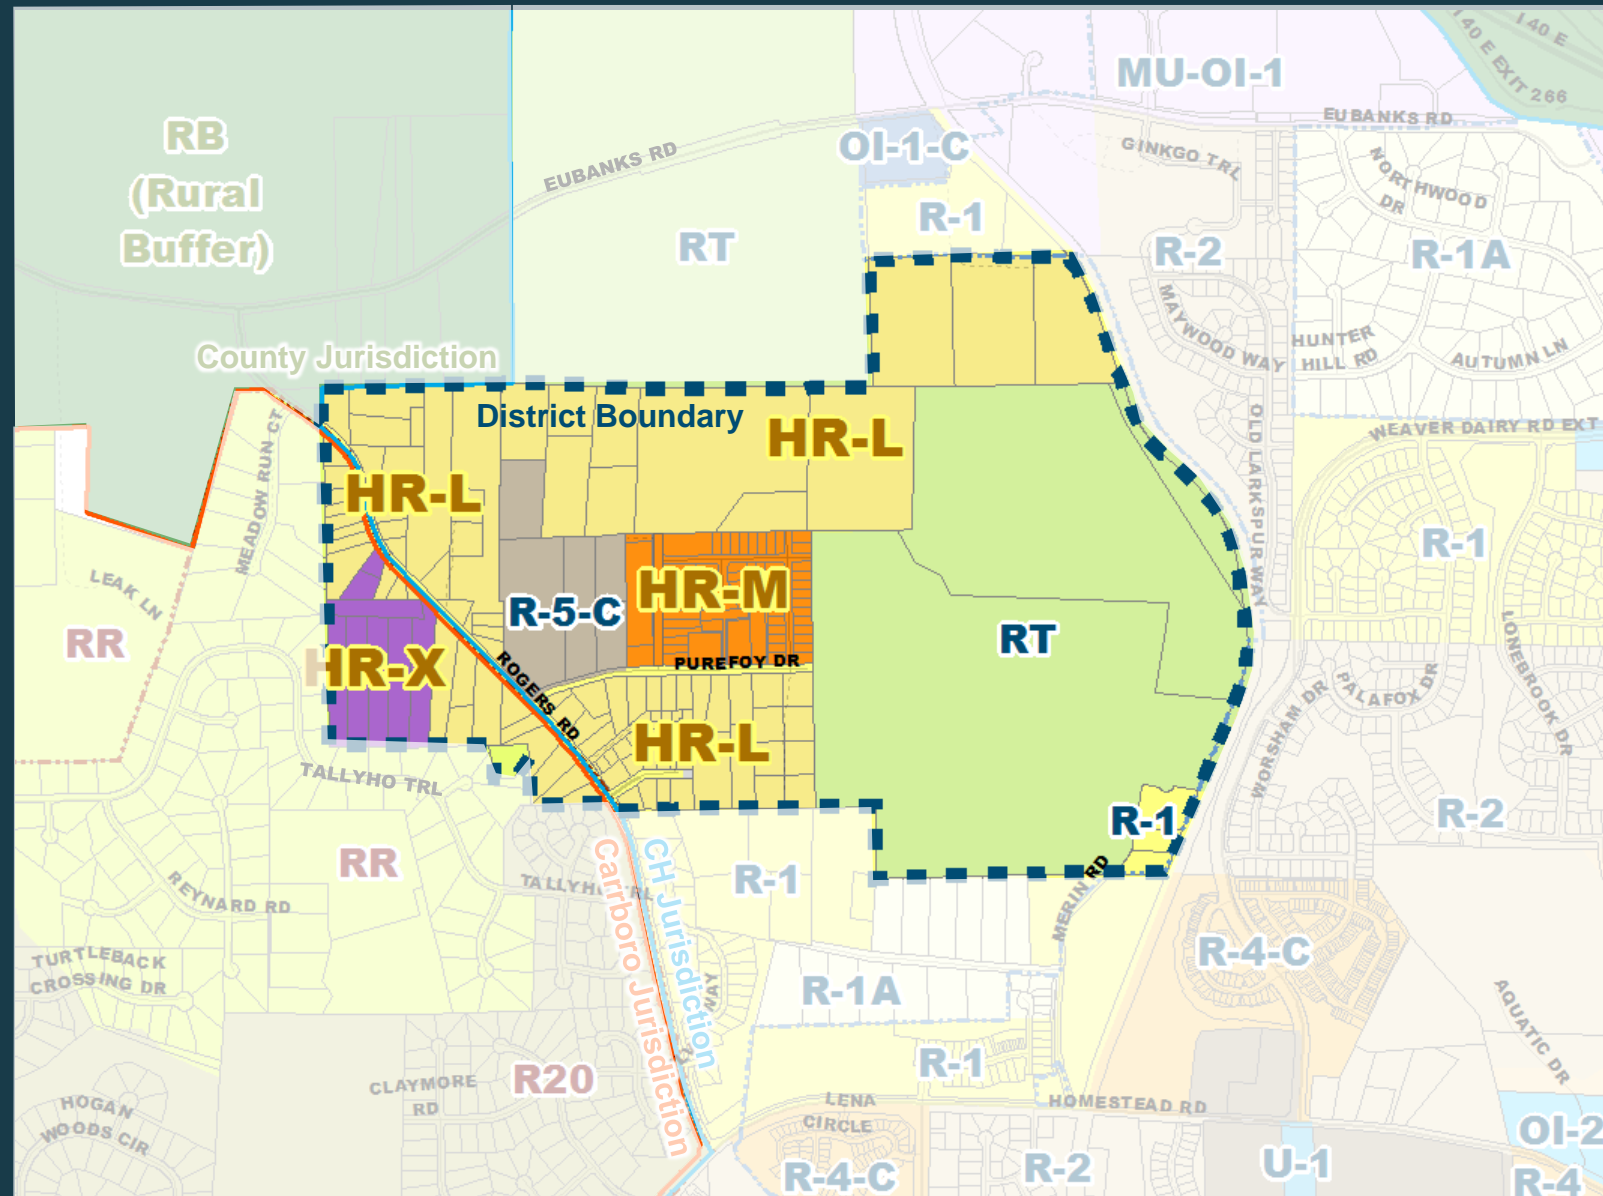 I 40 E
I 40 E EXIT 266
MU-OI-1
EUBANKS RD
RB
(Rural
Buffer)
OI-1-C
EUBANKS RD
GINKGO TRL
NORTHWOOD
DR
R-1
RT
R-2
R-1A
MAYWOOD WAY
HUNTER
HILL RD
AUTUMN LN
County Jurisdiction
District Boundary
HR-L
OLD LARKSPUR WAY
WEAVER DAIRY RD EXT
MEADOW RUN CT
HR-L
R-1
LEAK LN
HR-M
R-5-C
RR
RT
LONEBROOK DR
HR-X
PUREFOY DR
ROGERS RD
PALAFOX DR
WORSHAM DR
HR-L
TALLYHO TRL
R-1
R-2
RR
Carrboro Jurisdiction
CH Jurisdiction
R-1
MERIN RD
REYNARD RD
R-4-C
TURTLEBACK
CROSSING DR
WAY
R-1A
AQUATIC DR
R-1
R20
CLAYMORE
RD
LENA
CIRCLE
HOMESTEAD RD
HOGAN
WOODS CIR
OI-2
R-4-C
R-2
U-1
R-4